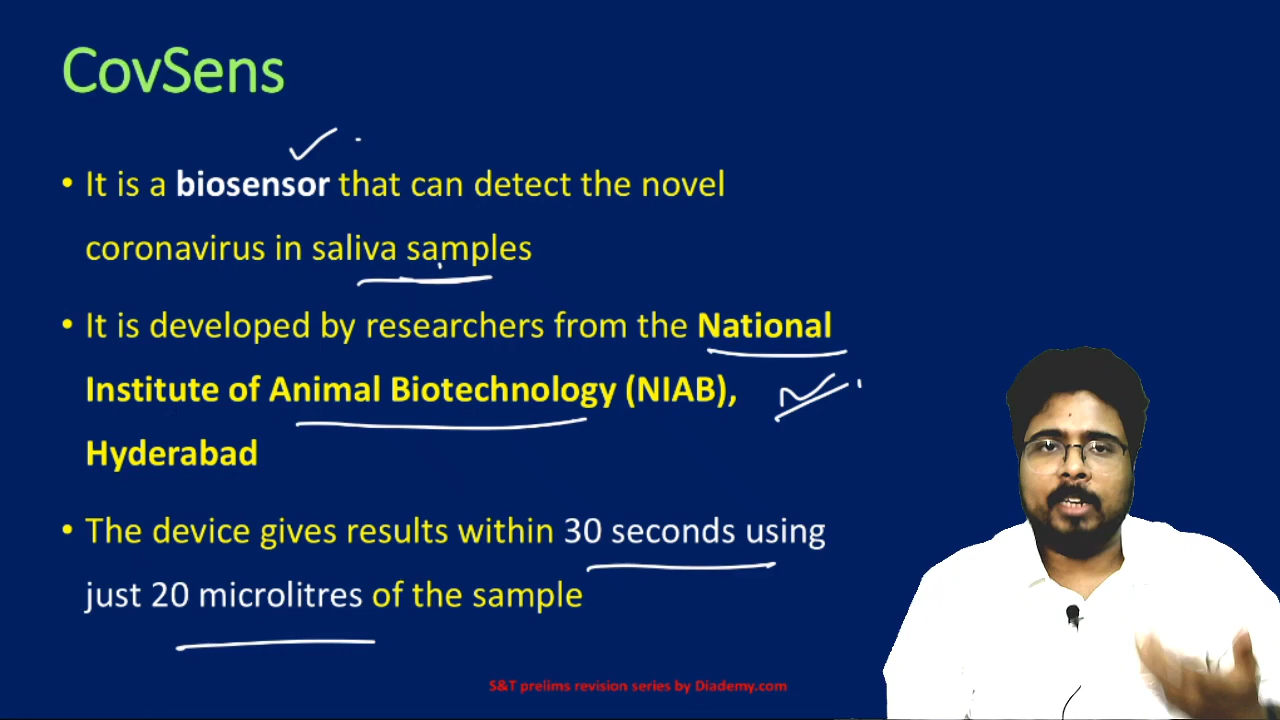 CovSens
• It is a biosensor that can detect the novel
coronavirus in saliva samples
• It is developed by researchers from the National
Institute of Animal Biotechnology (NIAB),
Hyderabad
• The device gives results within 30 seconds using
just 20 microlitres of the sample
S&T prelims revision series by Diademy.com